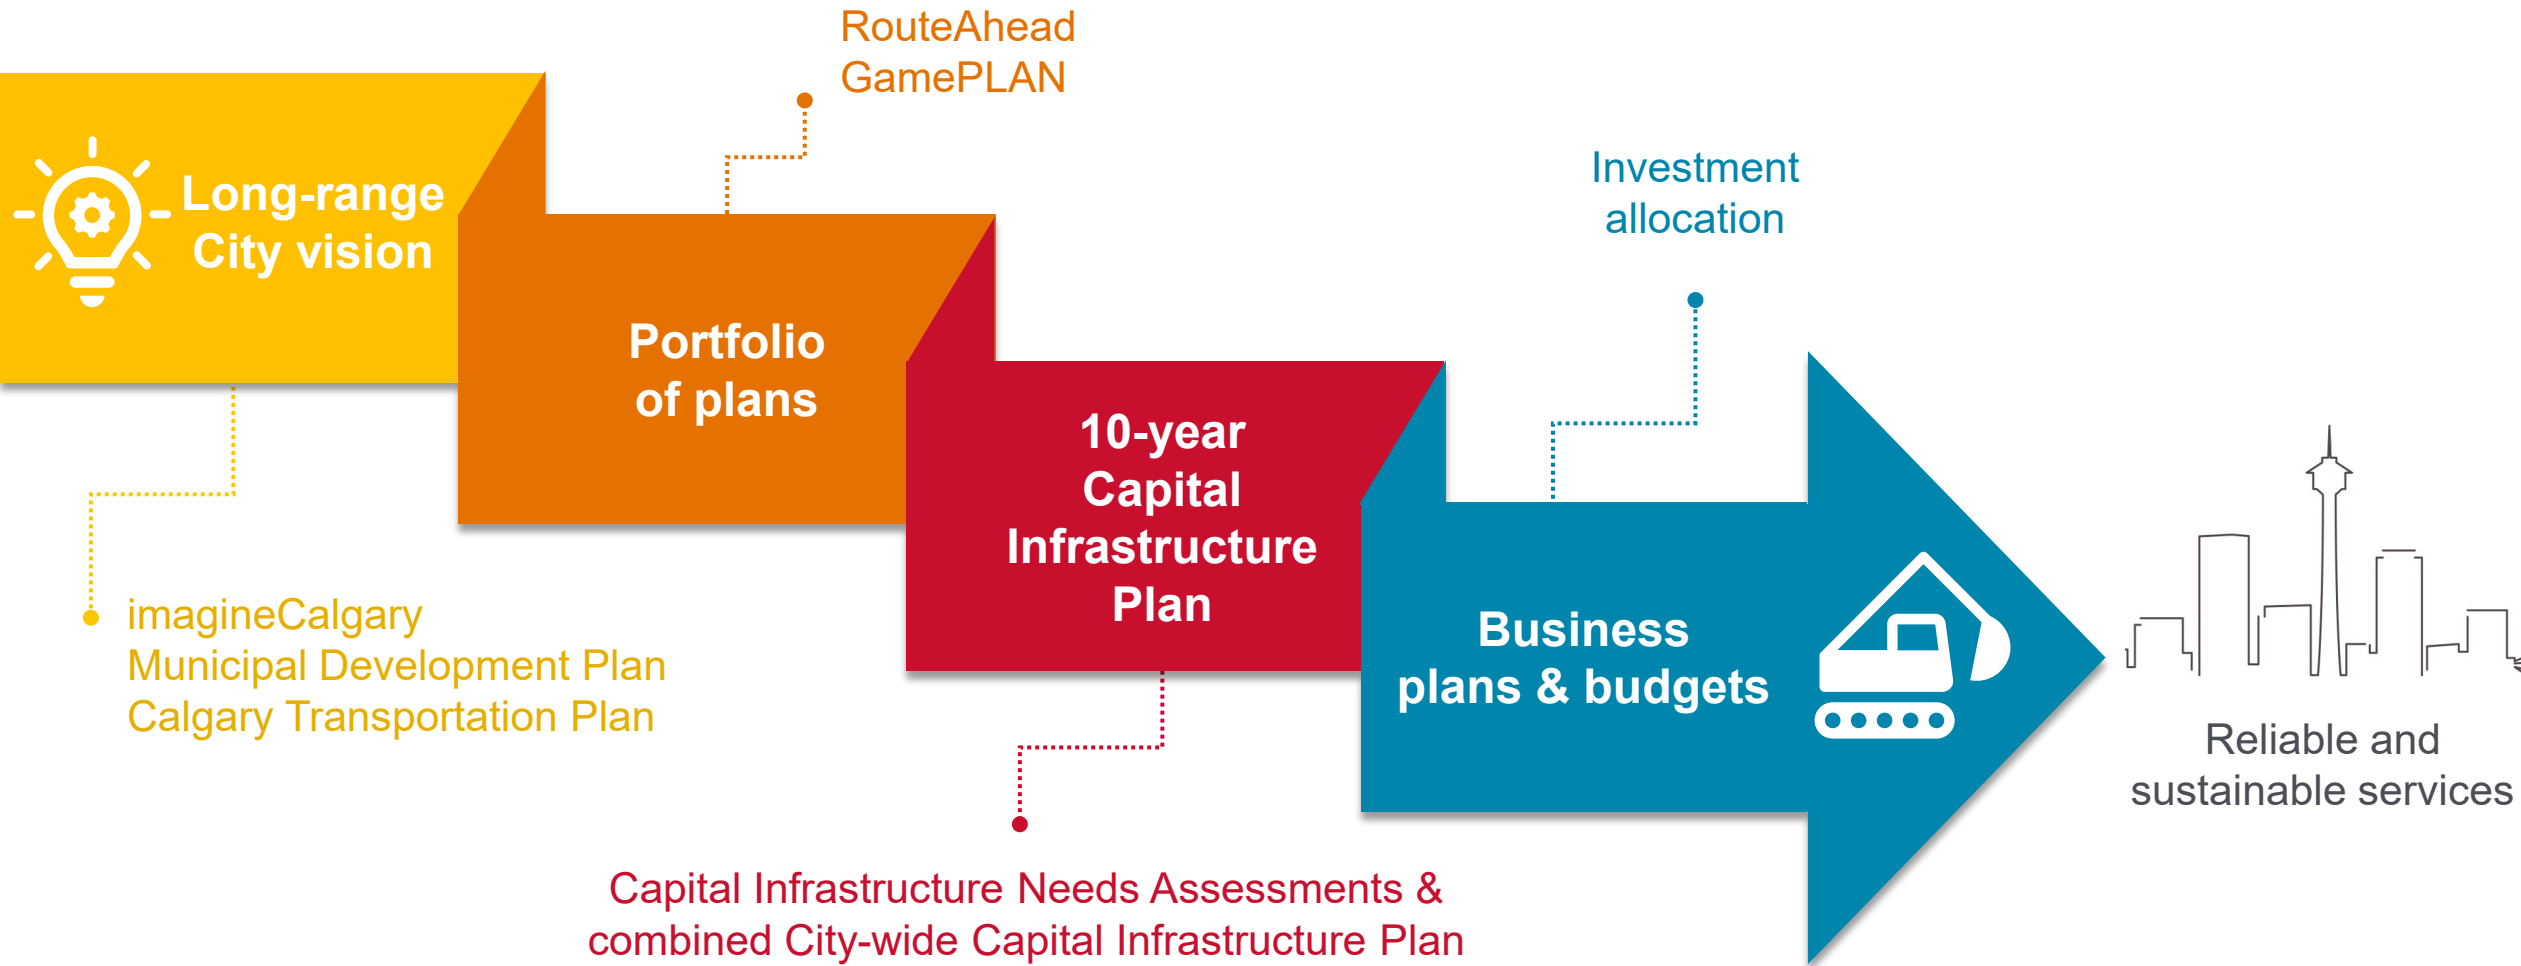 RouteAhead
GamePLAN
Long-range
City vision
Investment
allocation
Portfolio
of plans
10-year
Capital
Infrastructure
Plan
imagineCalgary
Municipal Development Plan
Calgary Transportation Plan
Business
plans & budgets
Reliable and
sustainable services
Capital Infrastructure Needs Assessments &
combined City-wide Capital Infrastructure Plan